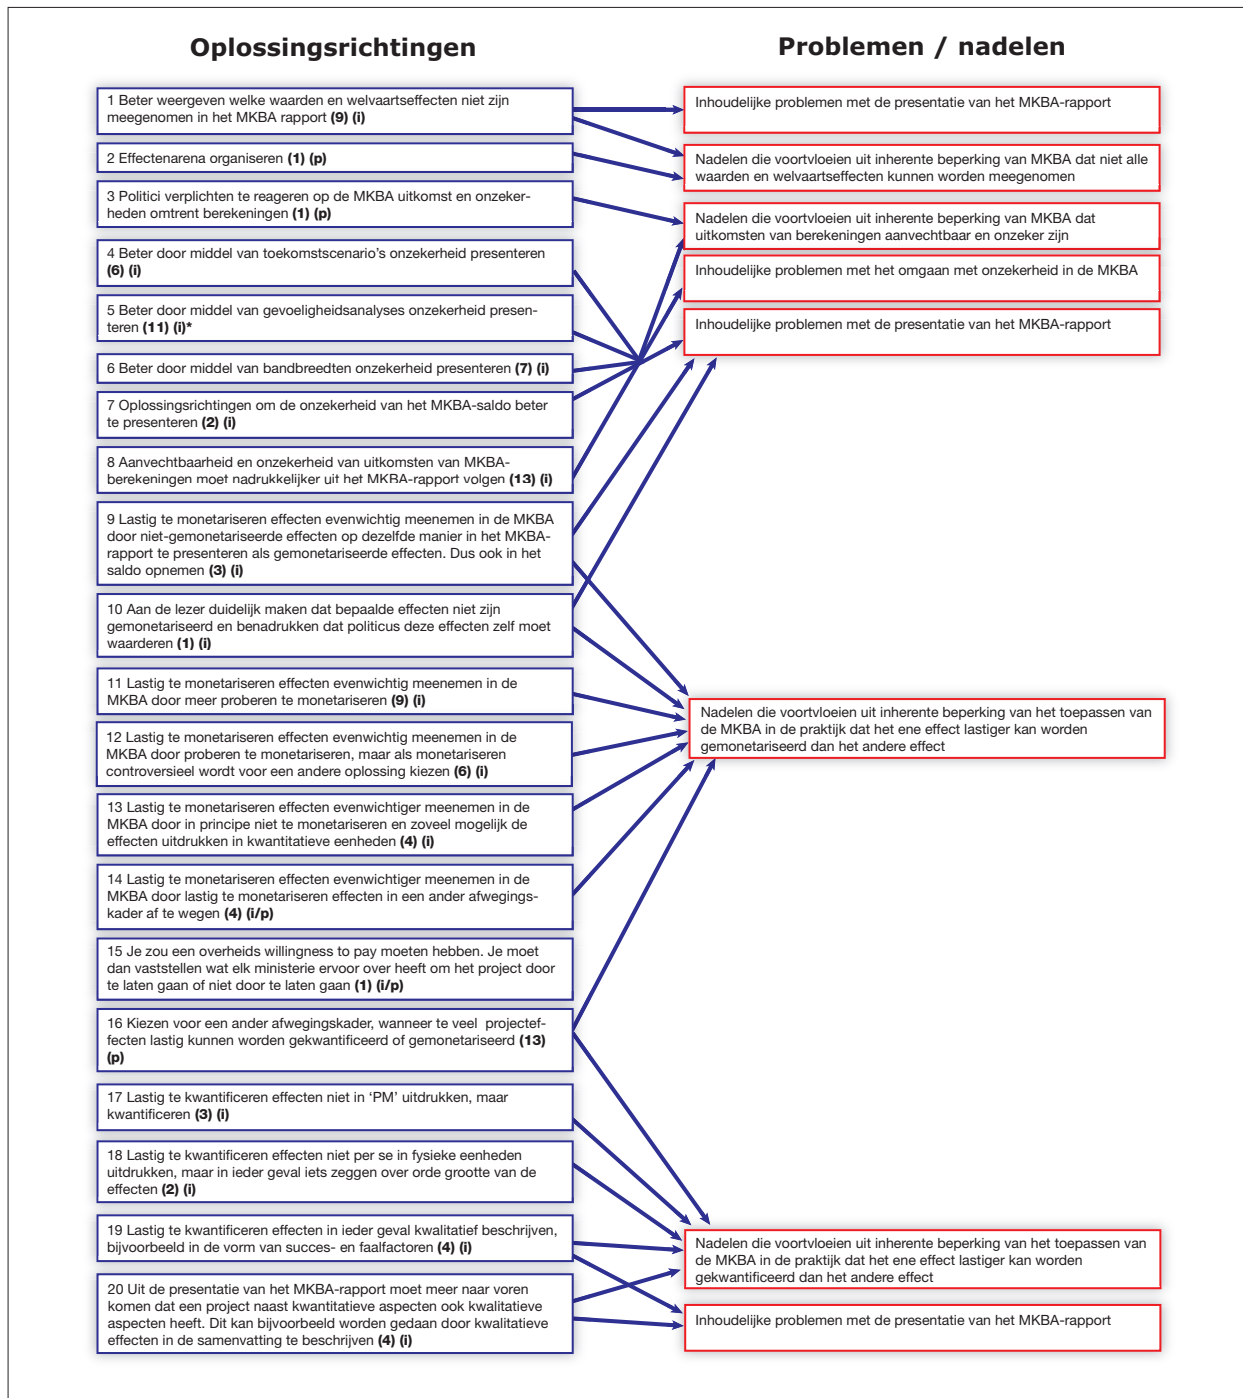 Oplossingsrichtingen
1 Beter weergeven welke waarden en welvaartseffecten niet zijn
meegenomen in het MKBA rapport (9) (i)
2 Effectenarena organiseren (1) (p)
3 Politici verplichten te reageren op de MKBA uitkomst en onzeker-
heden omtrent berekeningen (1) (p)
4 Beter door middel van toekomstscenario's onzekerheid presenteren
(6) (i)
5 Beter door middel van gevoeligheidsanalyses onzekerheid presen-
teren (11) (i)*
6 Beter door middel van bandbreedten onzekerheid presenteren (7) (i)
7 Oplossingsrichtingen om de onzekerheid van het MKBA-saldo beter
te presenteren (2) (i)
8 Aanvechtbaarheid en onzekerheid van uitkomsten van MKBA-
berekeningen moet nadrukkelijker uit het MKBA-rapport volgen (13) (i)
9 Lastig te monetariseren effecten evenwichtig meenemen in de MKBA
door niet-gemonetariseerde effecten op dezelfde manier in het MKBA-
rapport te presenteren als gemonetariseerde effecten. Dus ook in het
saldo opnemen (3) (i)
10 Aan de lezer duidelijk maken dat bepaalde effecten niet zijn
gemonetariseerd en benadrukken dat politicus deze effecten zelf moet
waarderen (1) (i)
11 Lastig te monetariseren effecten evenwichtig meenemen in de
MKBA door meer proberen te monetariseren (9) (i)
12 Lastig te monetariseren effecten evenwichtig meenemen in de
MKBA door proberen te monetariseren, maar als monetariseren
controversieel wordt voor een andere oplossing kiezen (6) (i)
13 Lastig te monetariseren effecten evenwichtiger meenemen in de
MKBA door in principe niet te monetariseren en zoveel mogelijk de
effecten uitdrukken in kwantitatieve eenheden (4) (i)
14 Lastig te monetariseren effecten evenwichtiger meenemen in de
MKBA door lastig te monetariseren effecten in een ander afwegings-
kader af te wegen (4) (i/p)
15 Je zou een overheids willingness to pay moeten hebben. Je moet
dan vaststellen wat elk ministerie ervoor over heeft om het project door
te laten gaan of niet door te laten gaan (1) (i/p)
16 Kiezen voor een ander afwegingskader, wanneer te veel projectef-
fecten lastig kunnen worden gekwantificeerd of gemonetariseerd (13)
(p)
17 Lastig te kwantificeren effecten niet in 'PM' uitdrukken, maar
kwantificeren (3) (i)
18 Lastig te kwantificeren effecten niet per se in fysieke eenheden
uitdrukken, maar in ieder geval iets zeggen over orde grootte van de
effecten (2) (i)
19 Lastig te kwantificeren effecten in ieder geval kwalitatief beschrijven,
bijvoorbeeld in de vorm van succes- en faalfactoren (4) (i)
20 Uit de presentatie van het MKBA-rapport moet meer naar voren
komen dat een project naast kwantitatieve aspecten ook kwalitatieve
aspecten heeft. Dit kan bijvoorbeeld worden gedaan door kwalitatieve
effecten in de samenvatting te beschrijven (4) (i)
Problemen / nadelen
Inhoudelijke problemen met de presentatie van het MKBA-rapport
Nadelen die voortvloeien uit inherente beperking van MKBA dat niet alle
waarden en welvaartseffecten kunnen worden meegenomen
Nadelen die voortvloeien uit inherente beperking van MKBA dat
uitkomsten van berekeningen aanvechtbaar en onzeker zijn
Inhoudelijke problemen met het omgaan met onzekerheid in de MKBA
Inhoudelijke problemen met de presentatie van het MKBA-rapport
Nadelen die voortvloeien uit inherente beperking van het toepassen van
de MKBA in de praktijk dat het ene effect lastiger kan worden
gemonetariseerd dan het andere effect
Nadelen die voortvloeien uit inherente beperking van het toepassen van
de MKBA in de praktijk dat het ene effect lastiger kan worden
gekwantificeerd dan het andere effect
Inhoudelijke problemen met de presentatie van het MKBA-rapport